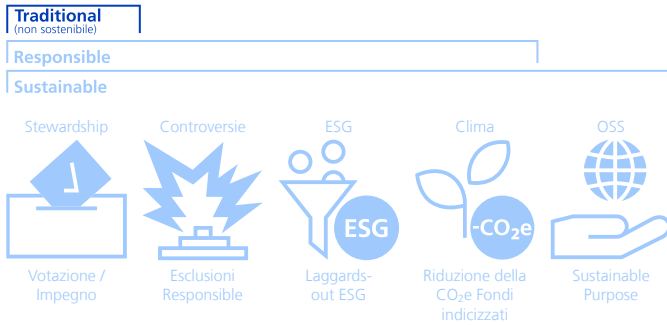 Traditional
(non sostenibile)
Responsible
Sustainable
Stewardship
Controversie
ESG
Clima
OSS
ESG
-CO₂e
Votazione /
Impegno
Esclusioni
Responsible
Laggards-
out ESG
Riduzione della
CO₂e Fondi
indicizzati
Sustainable
Purpose